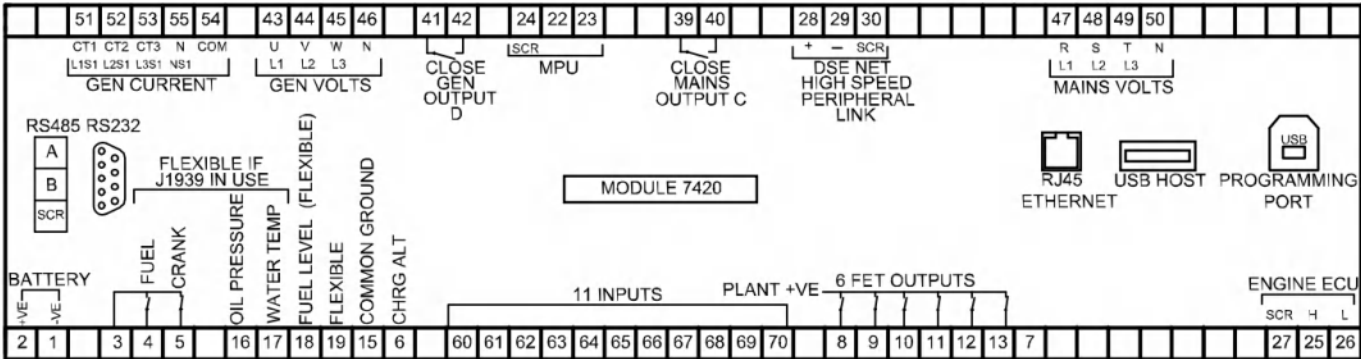 51 52 53 55 54 43 44 45 46 41 42 24 22 23 39 40 28 29 30 47 48 49 50
CT1 CT2 CT3 N COM U V W N SCR + — SCR R S T N
L1S1 L2S1 L3S1 NS1 L1 L2 L3 L1 L2 L3
GEN CURRENT
GEN VOLTS
CLOSE
GEN
OUTPUT
D
MPU
CLOSE
MAINS
OUTPUT C
DSE NET
HIGH SPEED
PERIPHERAL
LINK
MAINS VOLTS
RS485 RS232
A
B
SCR
FLEXIBLE IF
J1939 IN USE
MODULE 7420
RJ45
ETHERNET
USB HOST
USB
PROGRAMMING
PORT
BATTERY
+VE
-VE
FUEL
CRANK
OIL PRESSURE
WATER TEMP
FUEL LEVEL (FLEXIBLE)
FLEXIBLE
COMMON GROUND
CHRG ALT
11 INPUTS
PLANT +VE
6 FET OUTPUTS
ENGINE ECU
SCR H L
2 1 3 4 5 16 17 18 19 15 6 60 61 62 63 64 65 66 67 68 69 70 8 9 10 11 12 13 7 27 25 26